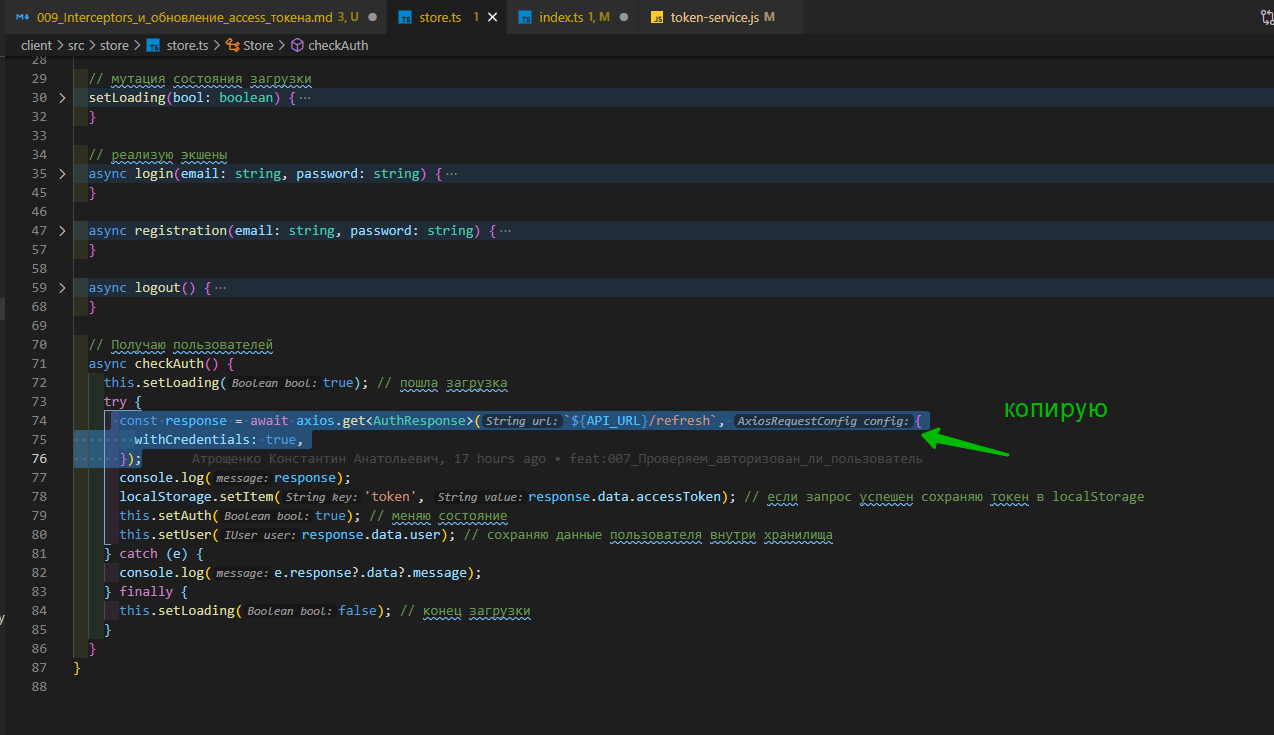 009_Interceptors_и_обновление_access_токена.md 3, U
store.ts 1
index.ts 1, M
token-service.js M
client > src > store > store.ts > Store > checkAuth
28
29 // мутация состояния загрузки
30 setLoading(bool: boolean) { ···
32 }
33
34 // реализую экшены
35 async login(email: string, password: string) { ···
45 }
46
47 async registration(email: string, password: string) { ···
57 }
58
59 async logout() { ···
68 }
69
70 // Получаю пользователей
71 async checkAuth() {
72 this.setLoading( Boolean bool: true); // пошла загрузка
73 try {
74 const response = await axios.get<AuthResponse>( String url: `${API_URL}/refresh`, AxiosRequestConfig config: {
копирую
75 withCredentials: true,
76 }); Атрощенко Константин Анатольевич, 17 hours ago • feat:007_Проверяем_авторизован_ли_пользователь
77 console.log( message: response);
78 localStorage.setItem( String key: 'token', String value: response.data.accessToken); // если запрос успешен сохраняю токен в localStorage
79 this.setAuth( Boolean bool: true); // меняю состояние
80 this.setUser( IUser user: response.data.user); // сохраняю данные пользователя внутри хранилища
81 } catch (e) {
82 console.log( message: e.response?.data?.message);
83 } finally {
84 this.setLoading( Boolean bool: false); // конец загрузки
85 }
86 }
87 }
88